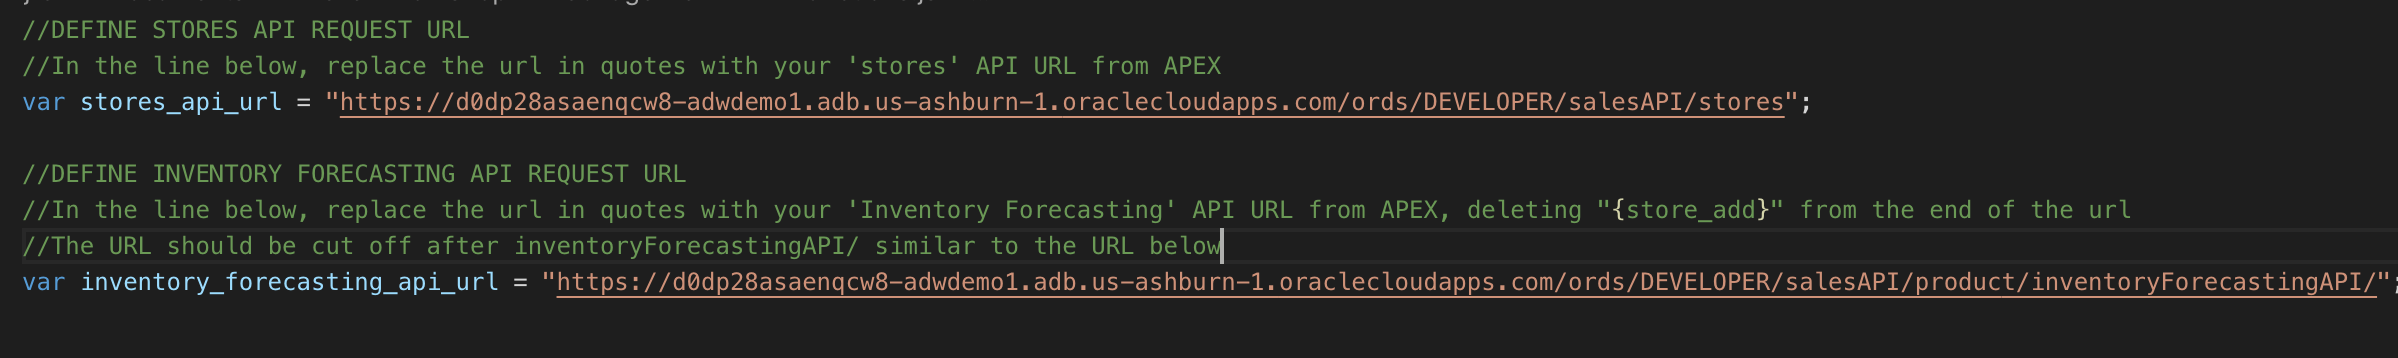 //DEFINE STORES API REQUEST URL
//In the line below, replace the url in quotes with your 'stores' API URL from APEX
var stores_api_url = "https://d0dp28asaenqcw8-adwdemo1.adb.us-ashburn-1.oraclecloudapps.com/ords/DEVELOPER/salesAPI/stores";
//DEFINE INVENTORY FORECASTING API REQUEST URL
//In the line below, replace the url in quotes with your 'Inventory Forecasting' API URL from APEX, deleting "{store_add}" from the end of the url
//The URL should be cut off after inventoryForecastingAPI/ similar to the URL below
var inventory_forecasting_api_url = "https://d0dp28asaenqcw8-adwdemo1.adb.us-ashburn-1.oraclecloudapps.com/ords/DEVELOPER/salesAPI/product/inventoryForecastingAPI/";